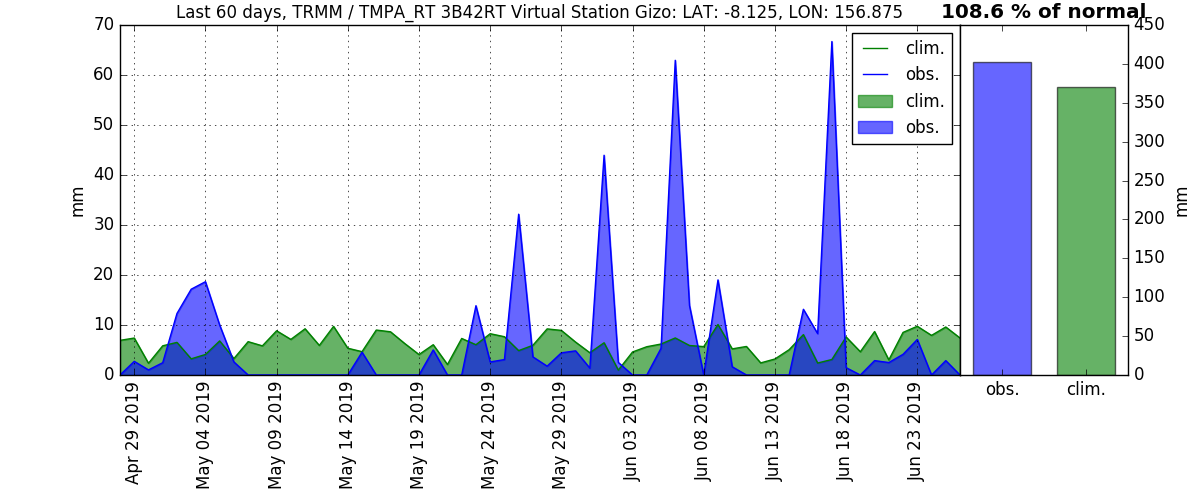 Last 60 days, TRMM / TMPA_RT 3B42RT Virtual Station Gizo: LAT: -8.125, LON: 156.875
108.6 % of normal
70
60
50
40
30
20
10
0
mm
clim.
obs.
clim.
obs.
450
400
350
300
250
200
150
100
50
0
mm
Apr 29 2019
May 04 2019
May 09 2019
May 14 2019
May 19 2019
May 24 2019
May 29 2019
Jun 03 2019
Jun 08 2019
Jun 13 2019
Jun 18 2019
Jun 23 2019
obs.
clim.